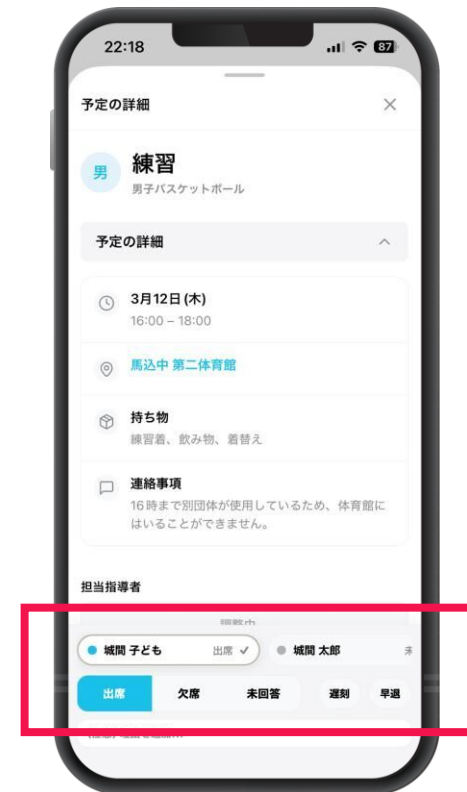 22:18
87
予定の詳細
男
練習
男子バスケットボール
予定の詳細
3月12日(木)
16:00 – 18:00
馬込中 第二体育館
持ち物
練習着、飲み物、着替え
連絡事項
16時まで別団体が使用しているため、体育館に
はいることができません。
担当指導者
城間 子ども 出席 ✓ 城間 太郎
出席 欠席 未回答 遅刻 早退